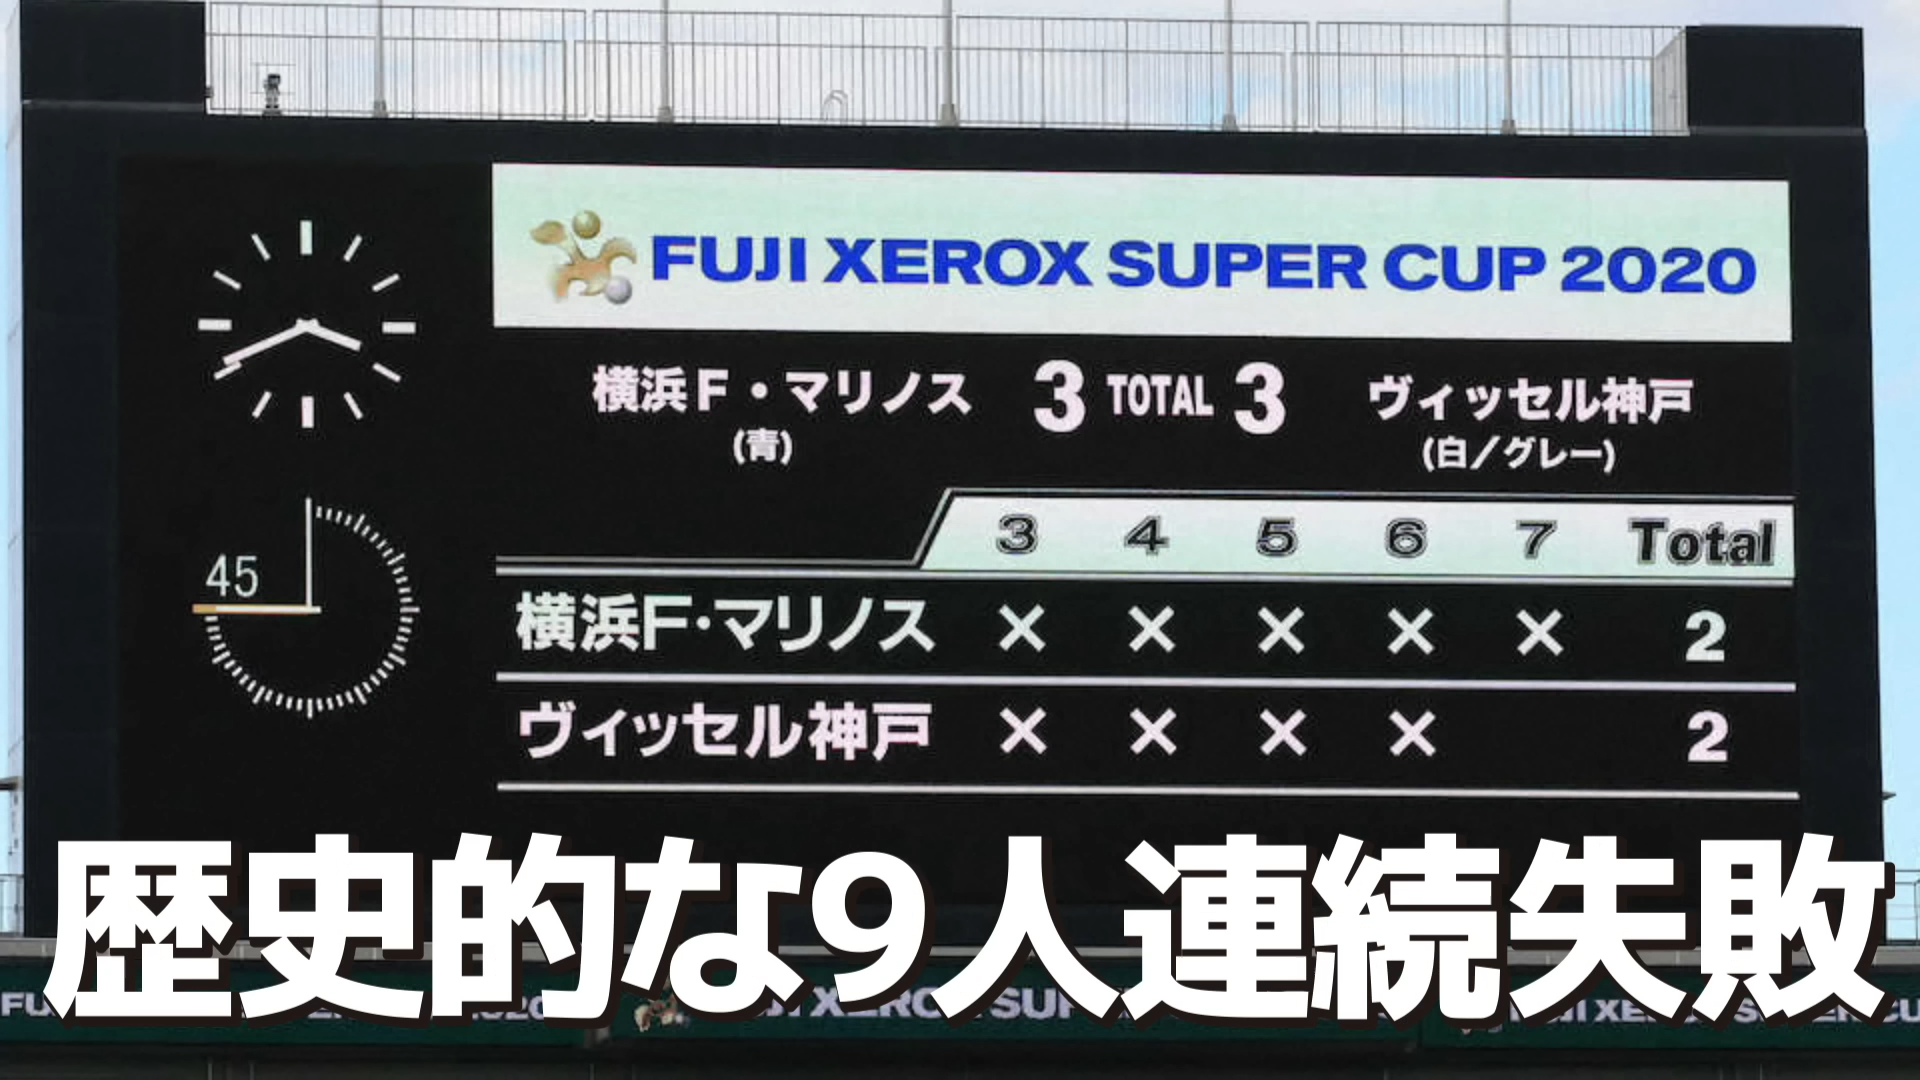 FUJI XEROX SUPER CUP 2020
横浜F・マリノス 3 TOTAL 3 ヴィッセル神戸
(青) (白/グレー)
3 4 5 6 7 Total
45
横浜F・マリノス × × × × × 2
ヴィッセル神戸 × × × × 2
歴史的な9人連続失敗